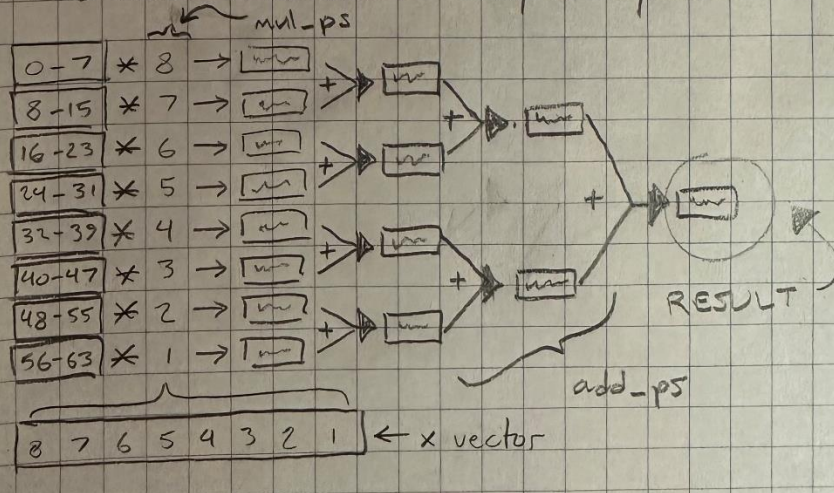 mul_ps
0-7 * 8 →
8-15 * 7 →
16-23 * 6 →
24-31 * 5 →
32-39 * 4 →
40-47 * 3 →
48-55 * 2 →
56-63 * 1 →
+ + + +
+ +
+
RESULT
add_ps
8 7 6 5 4 3 2 1 ← x vector